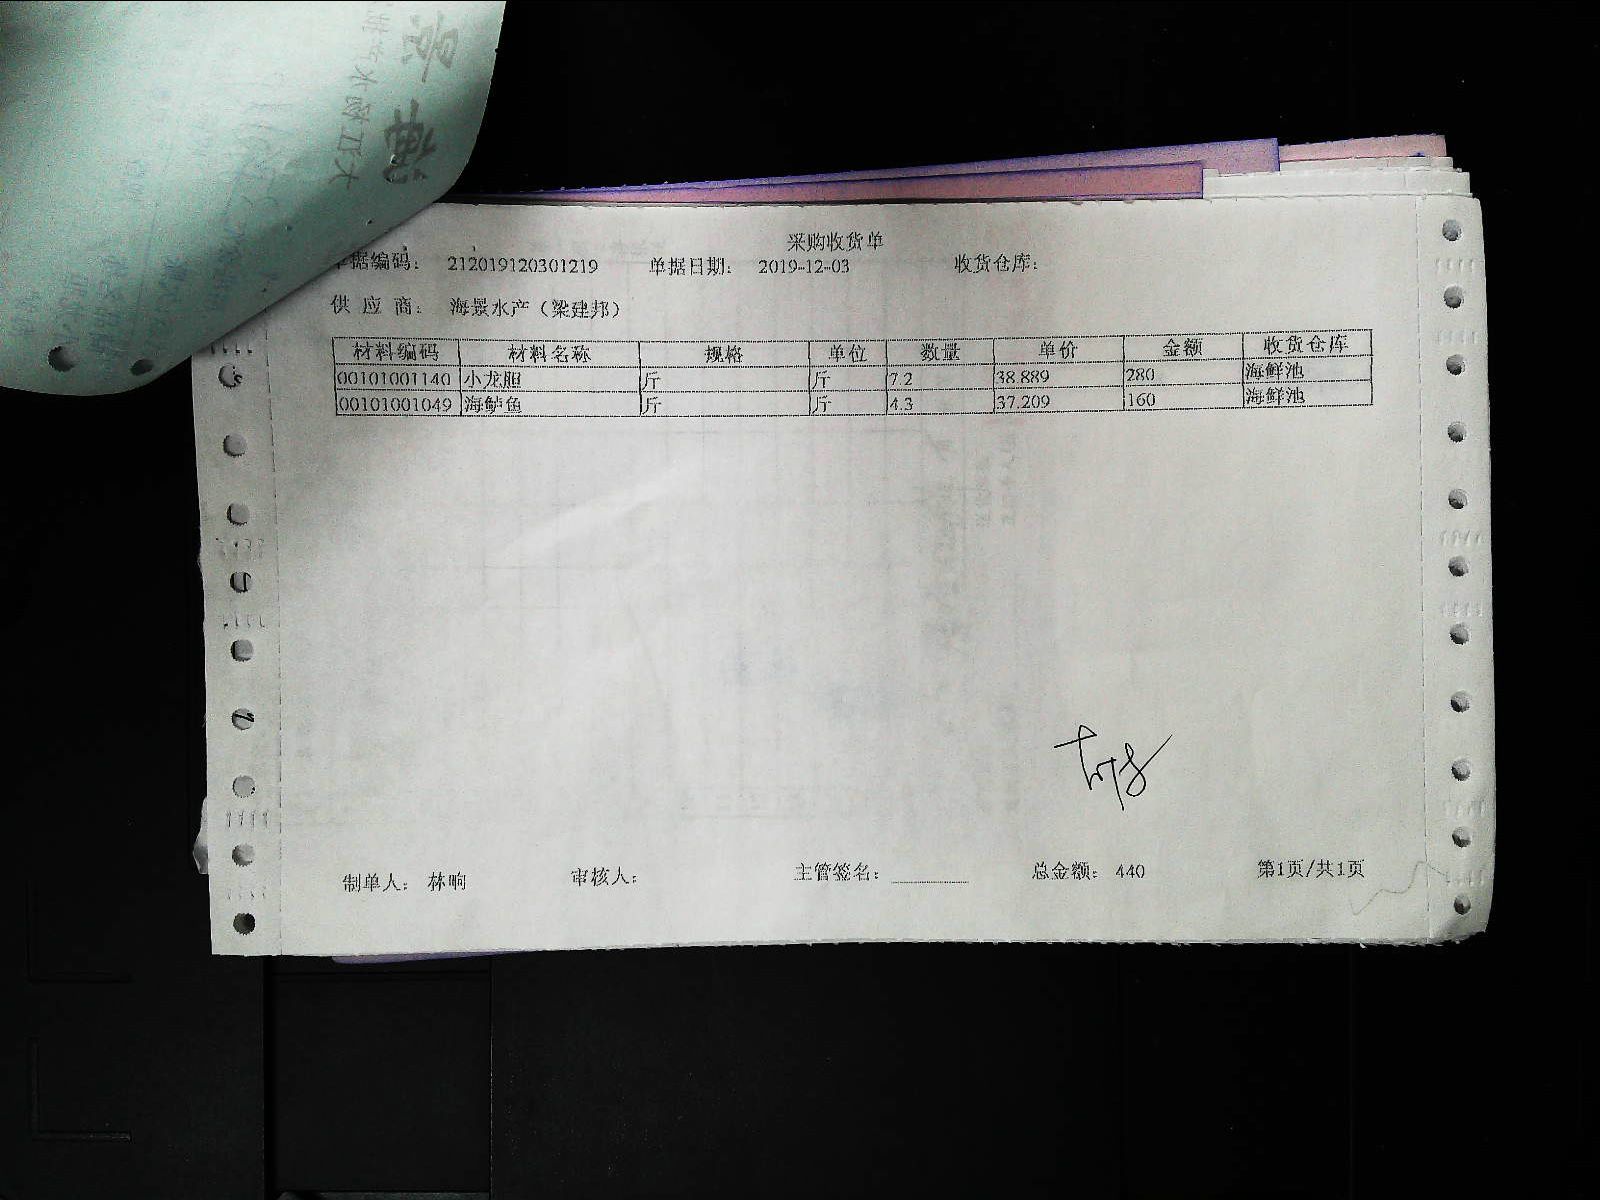 采购收货单
单据编码： 212019120301219 单据日期： 2019-12-03 收货仓库：
供 应 商： 海景水产（梁建邦）
材料编码 材料名称 规格 单位 数量 单价 金额 收货仓库
00101001140 小龙胆 斤 斤 7.2 38.889 280 海鲜池
00101001049 海鲈鱼 斤 斤 4.3 37.209 160 海鲜池
制单人： 林响 审核人： 主管签名： 总金额： 440 第1页/共1页